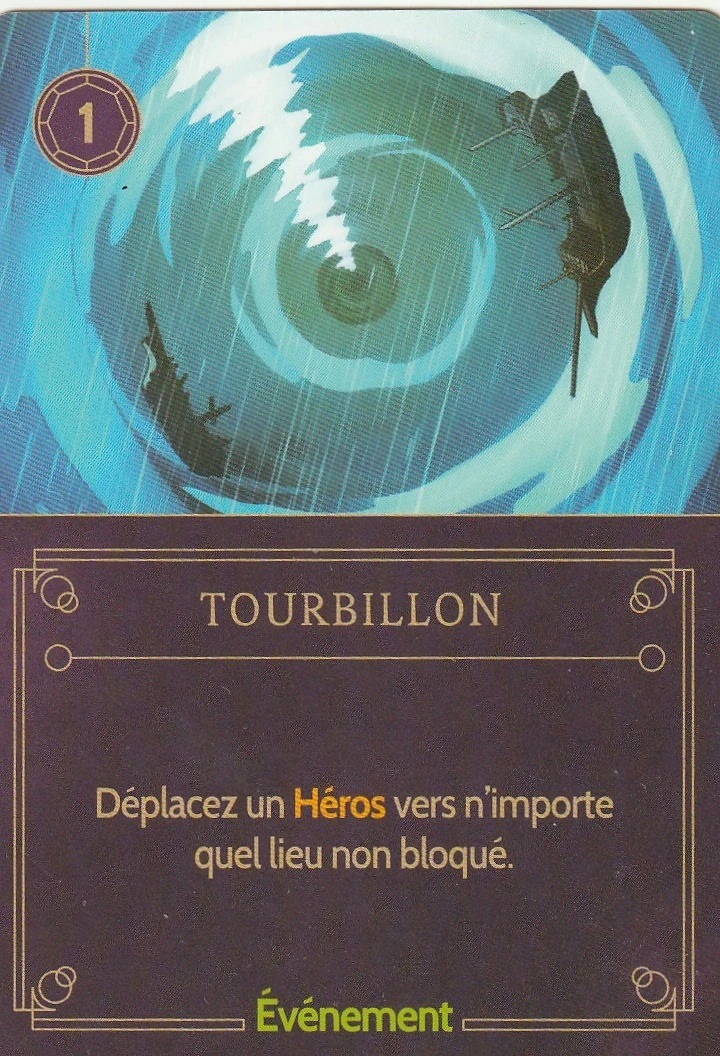 1
TOURBILLON
Déplacez un Héros vers n'importe
quel lieu non bloqué.
Événement